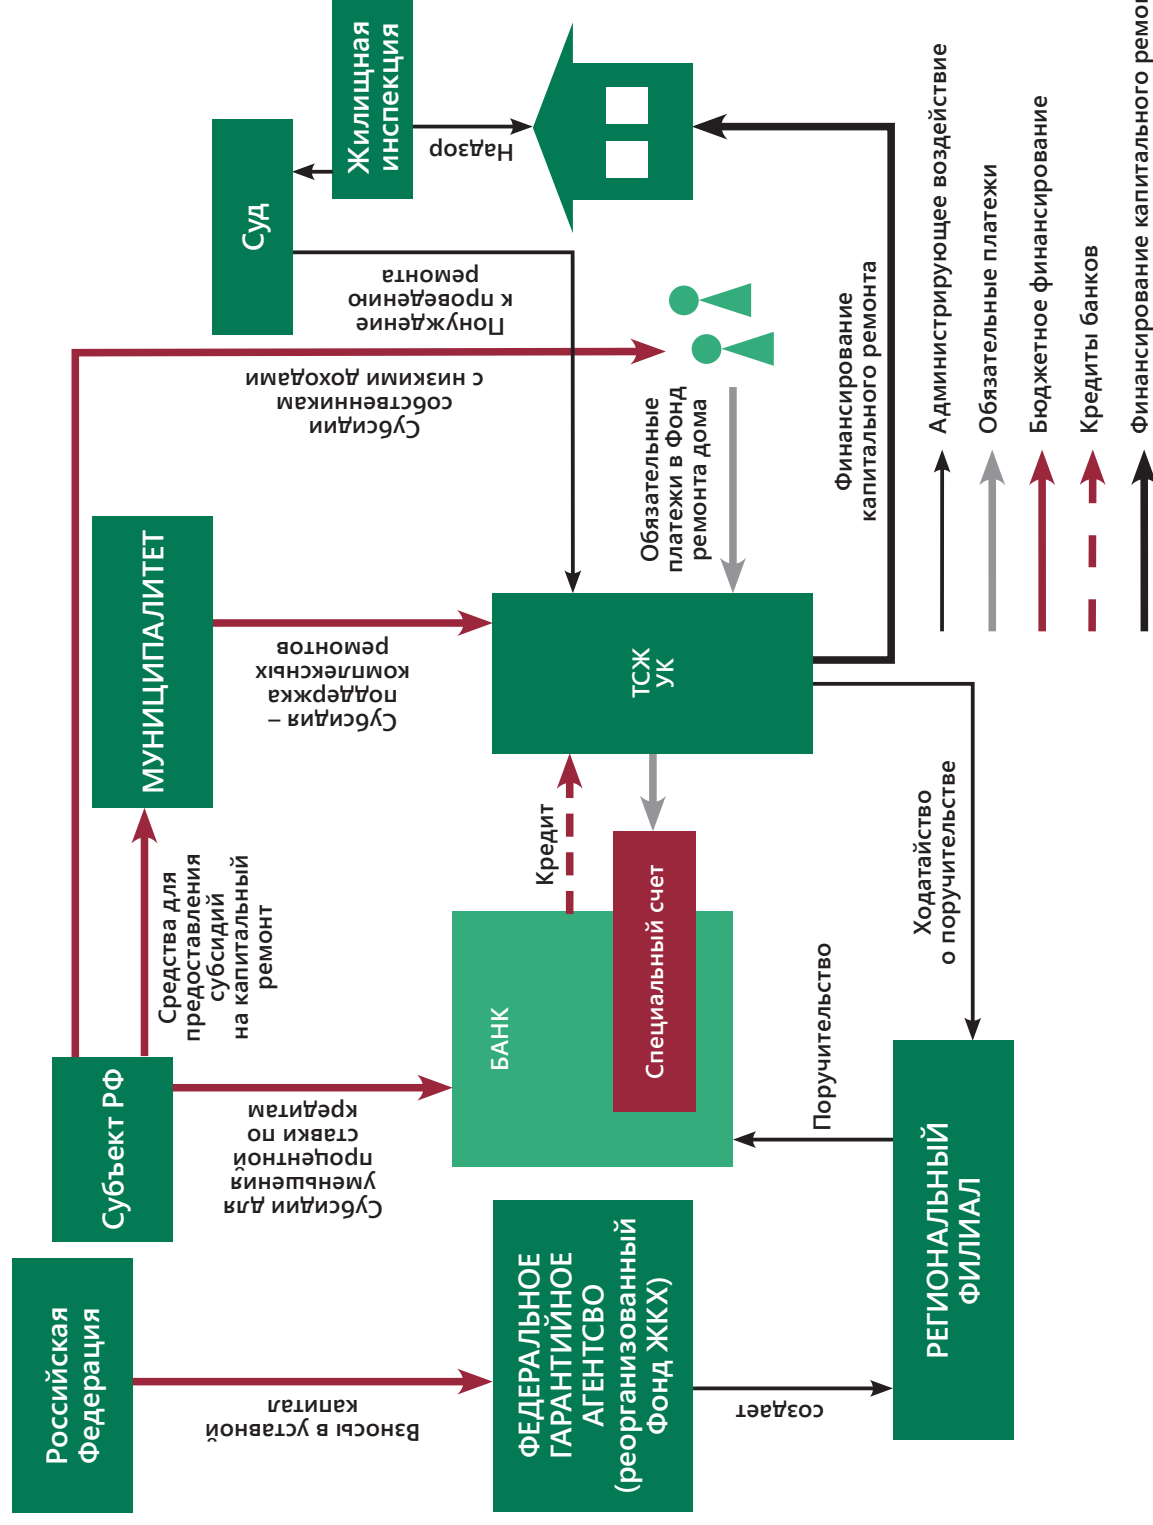 Российская
Федерация
Взносы в уставной
капитал
ФЕДЕРАЛЬНОЕ
ГАРАНТИЙНОЕ
АГЕНТСВО
(реорганизованный
Фонд ЖКХ)
создает
РЕГИОНАЛЬНЫЙ
ФИЛИАЛ
Субъект РФ
Субсидии для
уменьшения
процентной
ставки по
кредитам
БАНК
Специальный счет
Поручительство
Ходатайство
о поручительстве
Средства для
предоставления
субсидий
на капитальный
ремонт
МУНИЦИПАЛИТЕТ
Субсидия –
поддержка
комплексных
ремонтов
Кредит
ТСЖ
УК
Субсидии
собственникам
с низкими доходами
Обязательные
платежи в Фонд
ремонта дома
Понуждение
к проведению
ремонта
Суд
Жилищная
инспекция
Надзор
Финансирование
капитального ремонта
Администрирующее воздействие
Обязательные платежи
Бюджетное финансирование
Кредиты банков
Финансирование капитального